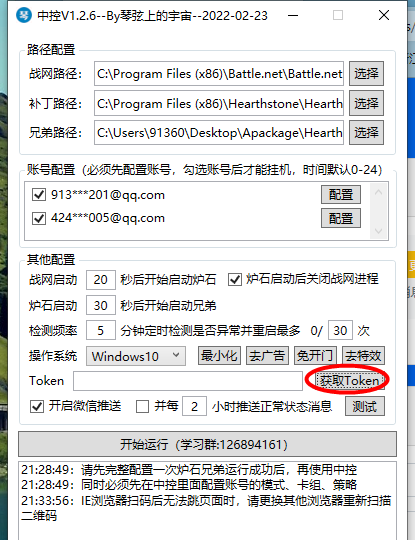 中控V1.2.6--By琴弦上的宇宙--2022-02-23
路径配置
战网路径： C:\Program Files (x86)\Battle.net\Battle.net 选择
补丁路径： C:\Program Files (x86)\Hearthstone\Hearth 选择
兄弟路径： C:\Users\91360\Desktop\Apackage\Hearth 选择
账号配置（必须先配置账号，勾选账号后才能挂机，时间默认0-24）
913***201@qq.com 配置
424***005@qq.com 配置
其他配置
战网启动 20 秒后开始启动炉石 炉石启动后关闭战网进程
炉石启动 30 秒后开始启动兄弟
检测频率 5 分钟定时检测是否异常并重启最多 0/ 30 次
操作系统 Windows10 最小化 去广告 免开门 去特效
Token 获取Token
开启微信推送 并每 2 小时推送正常状态消息 测试
开始运行（学习群:126894161）
21:28:49：请先完整配置一次炉石兄弟运行成功后，再使用中控
21:28:49：同时必须先在中控里面配置账号的模式、卡组、策略
21:33:56：IE浏览器扫码后无法跳页面时，请更换其他浏览器重新扫描
二维码